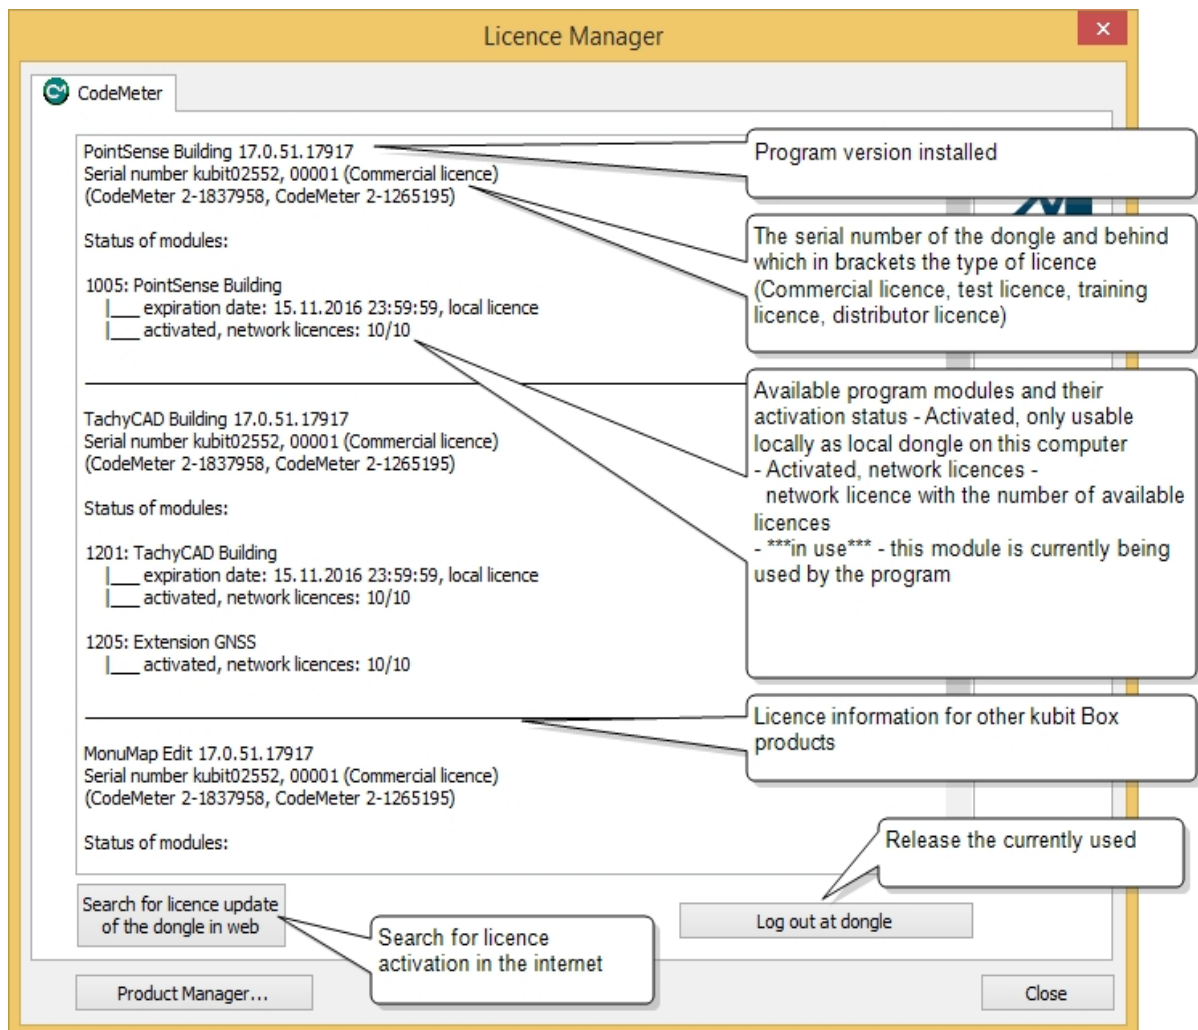 Licence Manager
CodeMeter
PointSense Building 17.0.51.17917
Serial number kubit02552, 00001 (Commercial licence)
(CodeMeter 2-1837958, CodeMeter 2-1265195)
Status of modules:
1005: PointSense Building
|___ expiration date: 15.11.2016 23:59:59, local licence
|___ activated, network licences: 10/10
TachyCAD Building 17.0.51.17917
Serial number kubit02552, 00001 (Commercial licence)
(CodeMeter 2-1837958, CodeMeter 2-1265195)
Status of modules:
1201: TachyCAD Building
|___ expiration date: 15.11.2016 23:59:59, local licence
|___ activated, network licences: 10/10
1205: Extension GNSS
|___ activated, network licences: 10/10
MonuMap Edit 17.0.51.17917
Serial number kubit02552, 00001 (Commercial licence)
(CodeMeter 2-1837958, CodeMeter 2-1265195)
Status of modules:
Program version installed
The serial number of the dongle and behind
which in brackets the type of licence
(Commercial licence, test licence, training
licence, distributor licence)
Available program modules and their
activation status - Activated, only usable
locally as local dongle on this computer
- Activated, network licences -
network licence with the number of available
licences
- ***in use*** - this module is currently being
used by the program
Licence information for other kubit Box
products
Release the currently used
Search for licence update
of the dongle in web
Search for licence
activation in the internet
Log out at dongle
Product Manager...
Close